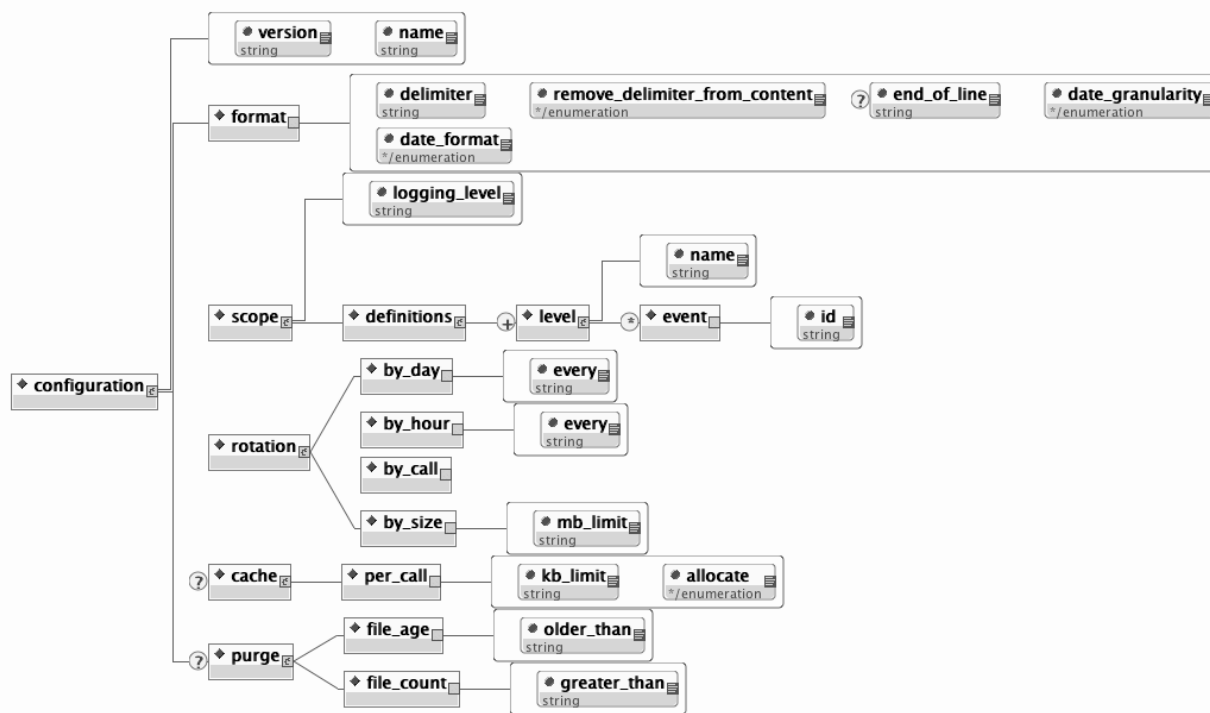 version name
string string
format
delimiter remove_delimiter_from_content ? end_of_line date_granularity
string */enumeration string */enumeration
date_format
*/enumeration
logging_level
string
name
string
scope definitions + level * event id
string
configuration
by_day every
string
by_hour every
string
rotation
by_call
by_size mb_limit
string
? cache per_call kb_limit allocate
string */enumeration
file_age older_than
string
? purge
file_count greater_than
string